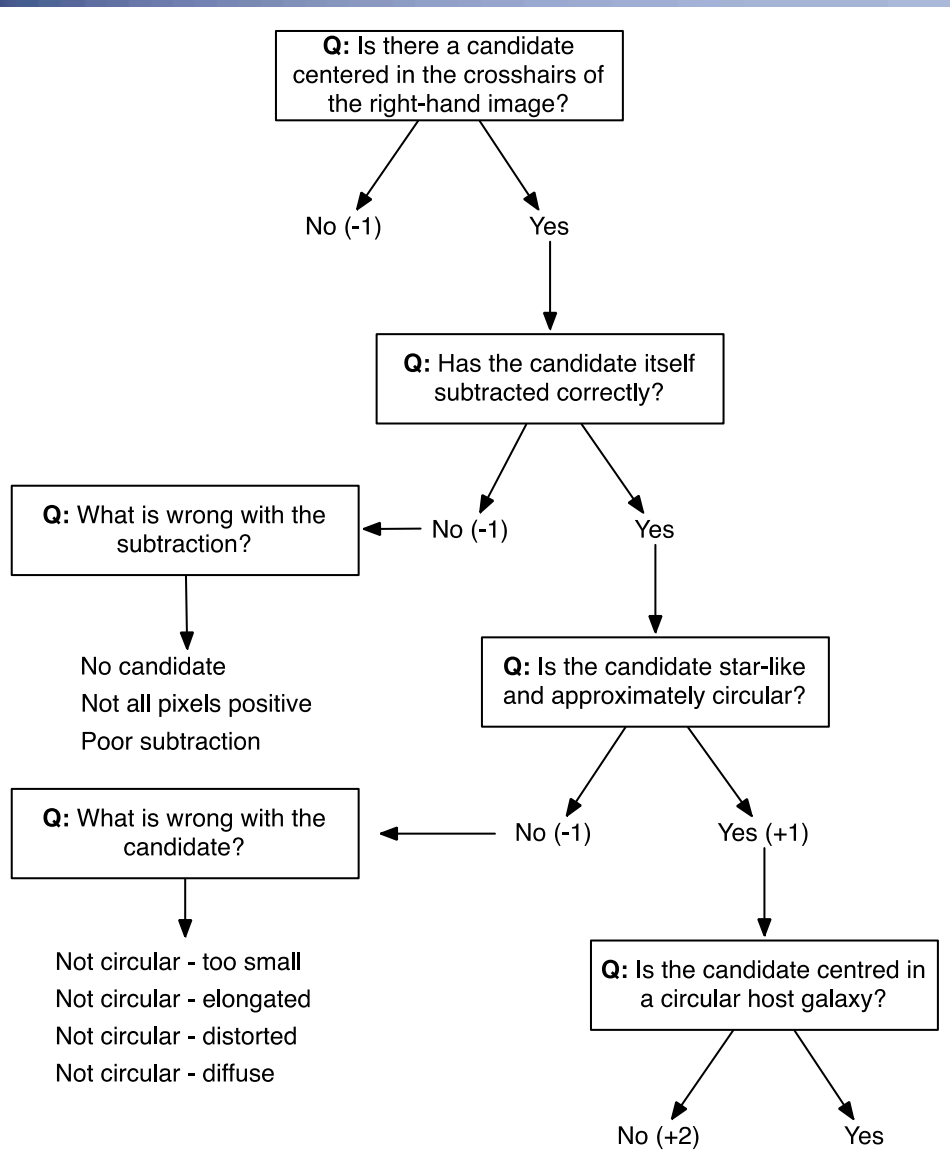 Q: Is there a candidate
centered in the crosshairs of
the right-hand image?
No (-1)
Yes
Q: Has the candidate itself
subtracted correctly?
No (-1)
Yes
Q: What is wrong with the
subtraction?
No candidate
Not all pixels positive
Poor subtraction
Q: Is the candidate star-like
and approximately circular?
No (-1)
Yes (+1)
Q: What is wrong with the
candidate?
Not circular - too small
Not circular - elongated
Not circular - distorted
Not circular - diffuse
Q: Is the candidate centred in
a circular host galaxy?
No (+2)
Yes